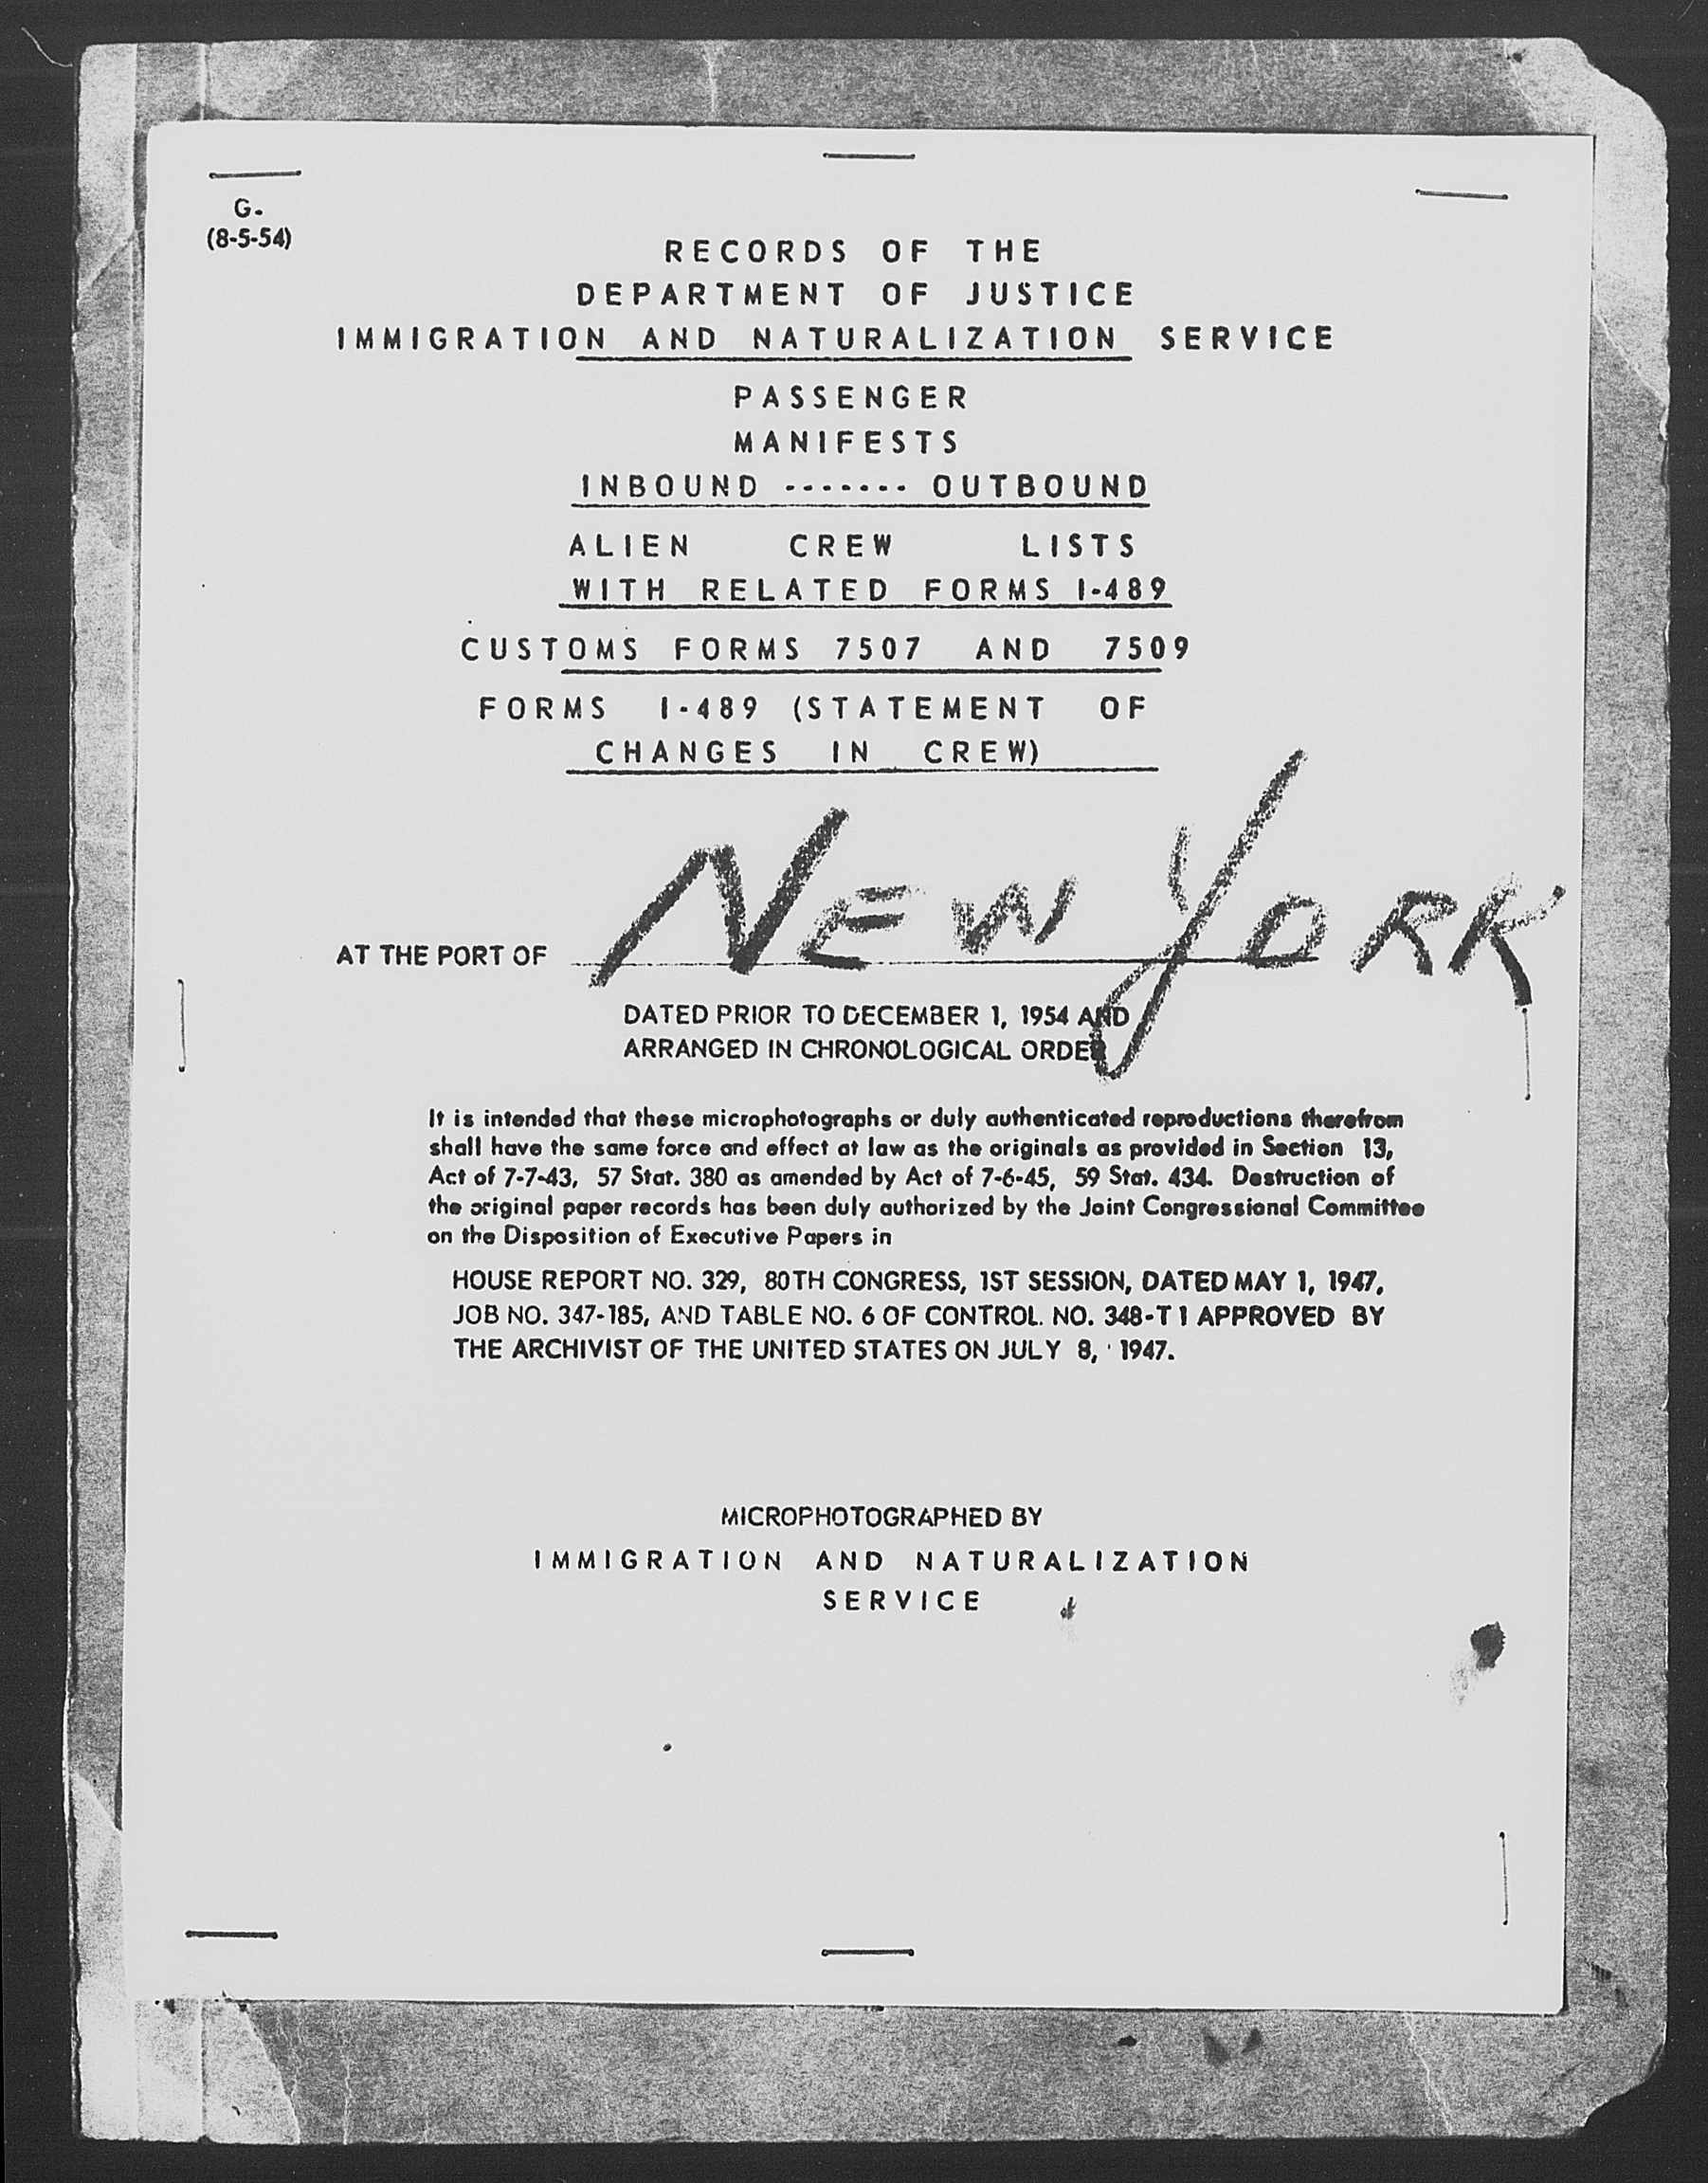 G-
(8-5-54)
RECORDS OF THE
DEPARTMENT OF JUSTICE
IMMIGRATION AND NATURALIZATION SERVICE
PASSENGER
MANIFESTS
INBOUND ------- OUTBOUND
ALIEN CREW LISTS
WITH RELATED FORMS I-489
CUSTOMS FORMS 7507 AND 7509
FORMS I-489 (STATEMENT OF
CHANGES IN CREW)
AT THE PORT OF NEW YORK
DATED PRIOR TO DECEMBER 1, 1954 AND
ARRANGED IN CHRONOLOGICAL ORDER
It is intended that these microphotographs or duly authenticated reproductions therefrom
shall have the same force and effect at law as the originals as provided in Section 13,
Act of 7-7-43, 57 Stat. 380 as amended by Act of 7-6-45, 59 Stat. 434. Destruction of
the original paper records has been duly authorized by the Joint Congressional Committee
on the Disposition of Executive Papers in
HOUSE REPORT NO. 329, 80TH CONGRESS, 1ST SESSION, DATED MAY 1, 1947,
JOB NO. 347-185, AND TABLE NO. 6 OF CONTROL NO. 348-T1 APPROVED BY
THE ARCHIVIST OF THE UNITED STATES ON JULY 8, 1947.
MICROPHOTOGRAPHED BY
IMMIGRATION AND NATURALIZATION
SERVICE